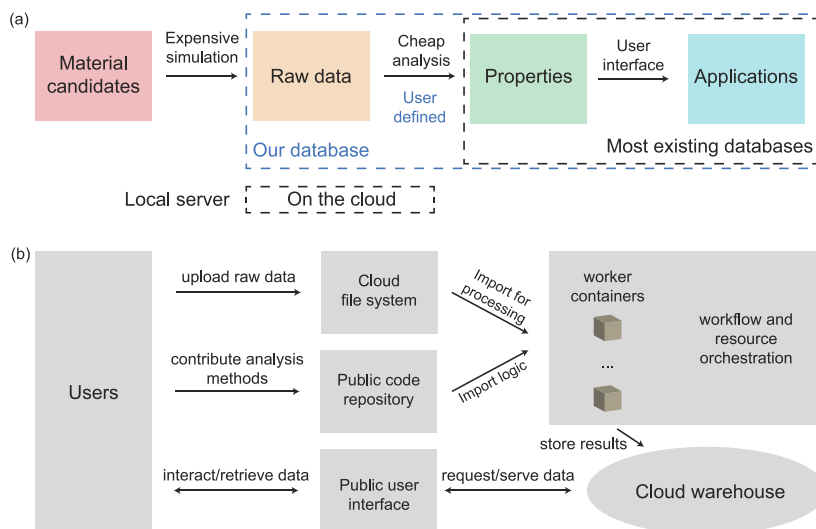 (a)
Material
candidates
Expensive
simulation
Raw data
Cheap
analysis
User
defined
Properties
User
interface
Applications
Our database
Most existing databases
Local server
On the cloud
(b)
Users
upload raw data
Cloud
file system
Import for
processing
worker
containers
...
workflow and
resource
orchestration
contribute analysis
methods
Public code
repository
Import logic
store results
interact/retrieve data
Public user
interface
request/serve data
Cloud warehouse